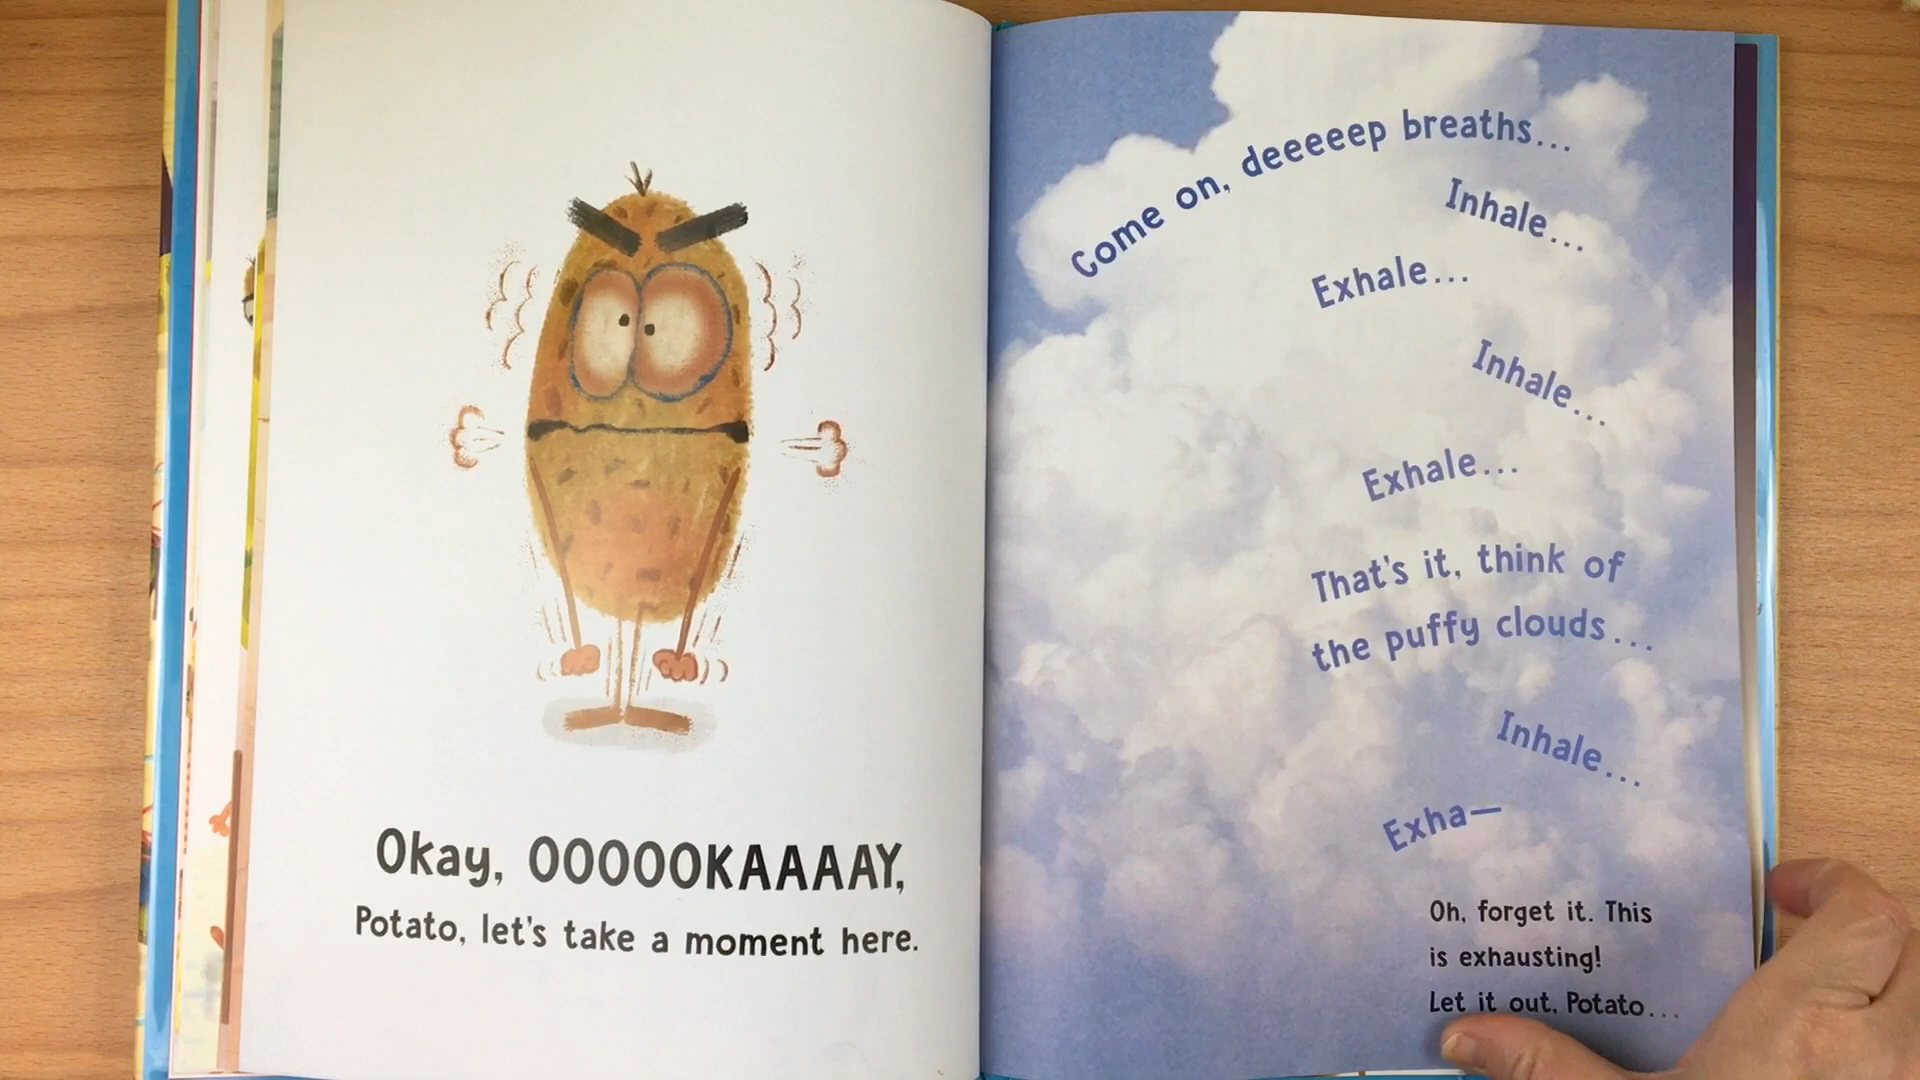 Okay, OOOOOKAAAAY,
Potato, let's take a moment here.
Come on, deeeeep breaths...
Inhale...
Exhale...
Inhale...
Exhale...
That's it, think of
the puffy clouds...
Inhale...
Exha—
Oh, forget it. This
is exhausting!
Let it out, Potato...